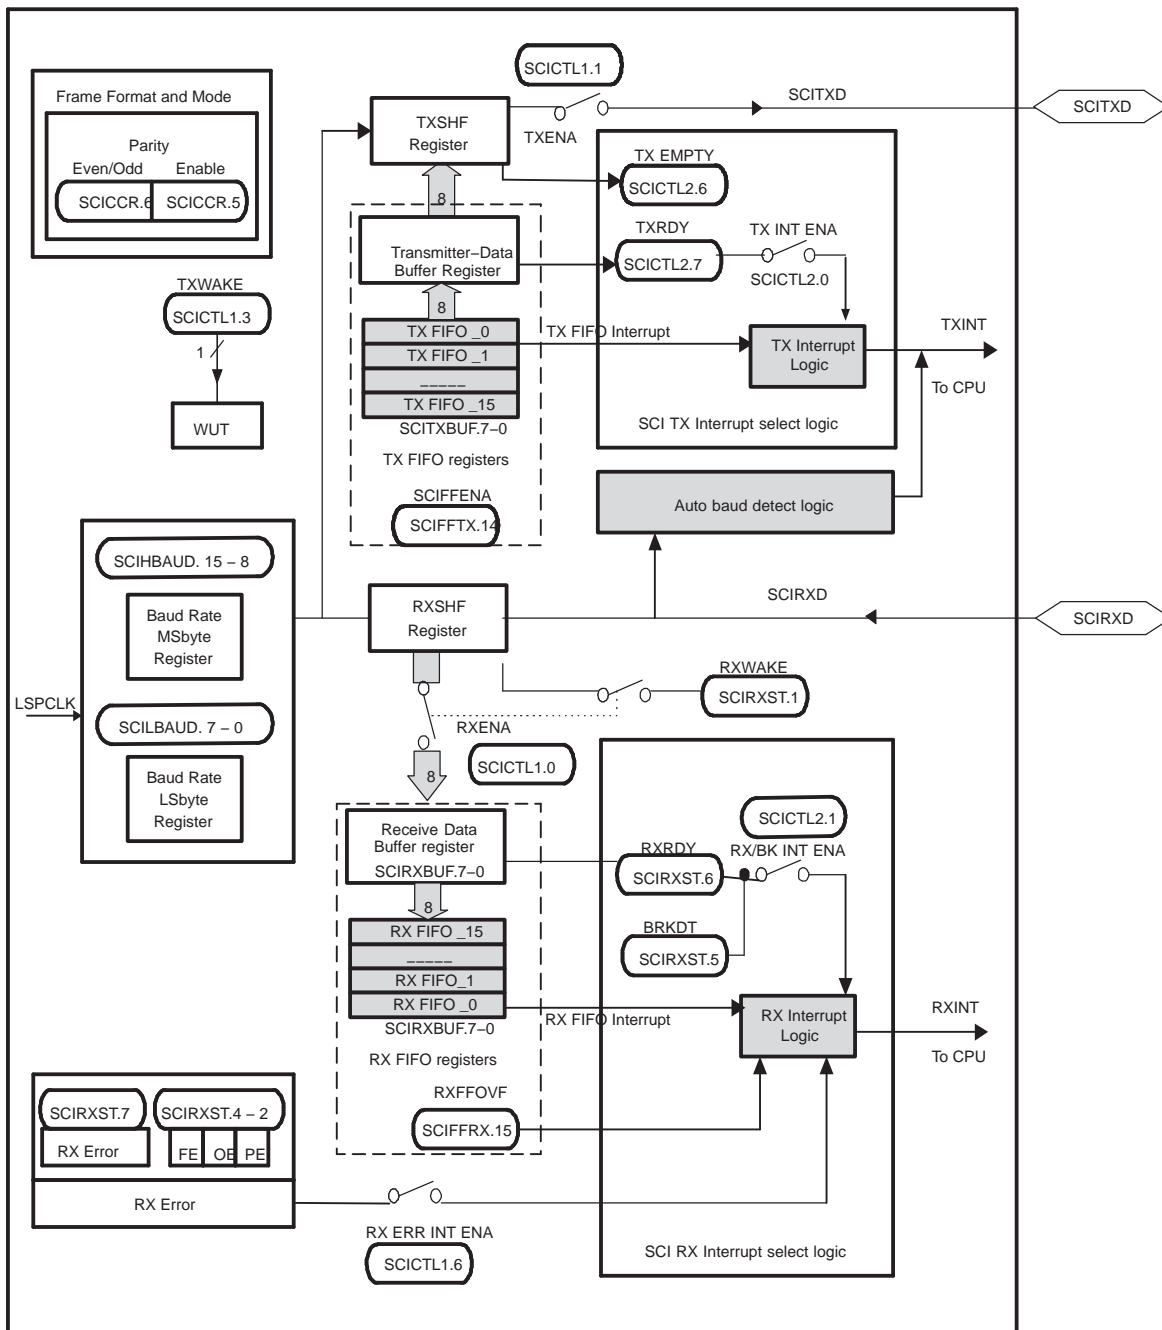 SCICTL1.1
SCITXD
SCITXD
TXENA
Frame Format and Mode
Parity
Even/Odd Enable
SCICCR.6 SCICCR.5
TXSHF
Register
8
TX EMPTY
SCICTL2.6
TXRDY
SCICTL2.7
TX INT ENA
SCICTL2.0
Transmitter–Data
Buffer Register
8
TX FIFO _0
TX FIFO _1
_____
TX FIFO _15
SCITXBUF.7–0
TX FIFO registers
SCIFFENA
SCIFFTX.14
TX FIFO Interrupt
TX Interrupt
Logic
TXINT
To CPU
SCI TX Interrupt select logic
TXWAKE
SCICTL1.3
1
WUT
Auto baud detect logic
SCIHBAUD. 15 – 8
Baud Rate
MSbyte
Register
LSPCLK
SCILBAUD. 7 – 0
Baud Rate
LSbyte
Register
RXSHF
Register
SCIRXD
SCIRXD
RXWAKE
SCIRXST.1
RXENA
SCICTL1.0
8
Receive Data
Buffer register
SCIRXBUF.7–0
8
RX FIFO _15
_____
RX FIFO_1
RX FIFO _0
SCIRXBUF.7–0
RX FIFO registers
RXFFOVF
SCIFFRX.15
SCICTL2.1
RX/BK INT ENA
RXRDY
SCIRXST.6
BRKDT
SCIRXST.5
RX FIFO Interrupt
RX Interrupt
Logic
RXINT
To CPU
SCIRXST.7 SCIRXST.4 – 2
RX Error FE OE PE
RX Error
RX ERR INT ENA
SCICTL1.6
SCI RX Interrupt select logic